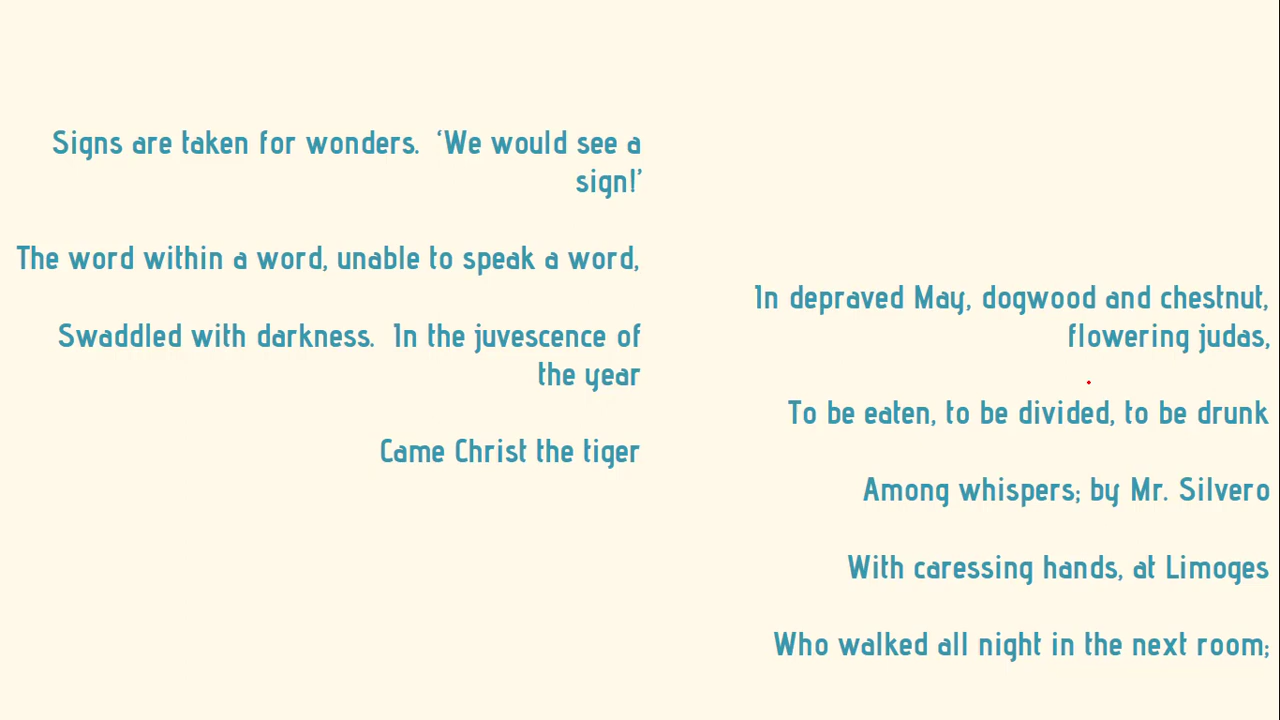 Signs are taken for wonders.  ‘We would see a
sign!’
The word within a word, unable to speak a word,
Swaddled with darkness.  In the juvescence of
the year
Came Christ the tiger
In depraved May, dogwood and chestnut,
flowering judas,
To be eaten, to be divided, to be drunk
Among whispers; by Mr. Silvero
With caressing hands, at Limoges
Who walked all night in the next room;